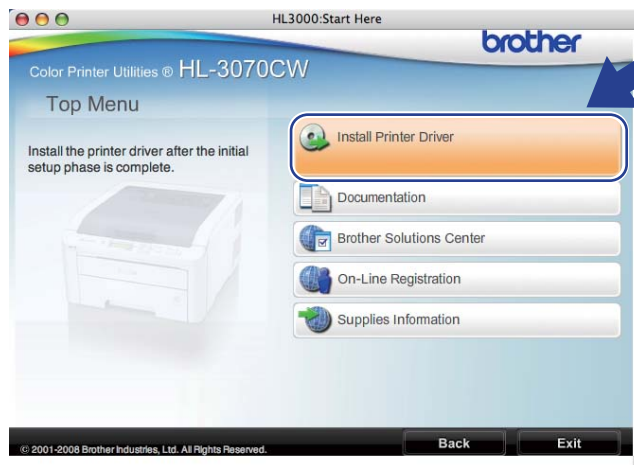 HL3000:Start Here
brother
Color Printer Utilities ® HL-3070CW
Top Menu
Install the printer driver after the initial
setup phase is complete.
Install Printer Driver
Documentation
Brother Solutions Center
On-Line Registration
Supplies Information
© 2001-2008 Brother Industries, Ltd. All Rights Reserved.
Back
Exit